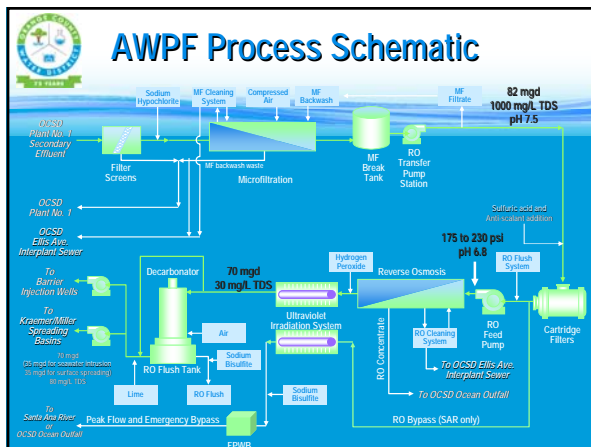 ORANGE COUNTY
WATER DISTRICT
75 YEARS
AWPF Process Schematic
Sodium
Hypochlorite
MF Cleaning
System
Compressed
Air
MF
Backwash
MF
Filtrate
82 mgd
1000 mg/L TDS
pH 7.5
OCSD
Plant No. 1
Secondary
Effluent
Filter
Screens
MF backwash waste
Microfiltration
MF
Break
Tank
RO
Transfer
Pump
Station
OCSD
Plant No. 1
OCSD
Ellis Ave.
Interplant Sewer
Sulfuric acid and
Anti-scalant addition
175 to 230 psi
pH 6.8
RO Flush
System
To
Barrier
Injection Wells
Decarbonator
70 mgd
30 mg/L TDS
Hydrogen
Peroxide
Reverse Osmosis
Ultraviolet
Irradiation System
RO
Feed
Pump
Cartridge
Filters
To
Kraemer/Miller
Spreading
Basins
70 mgd
(35 mgd for seawater intrusion
35 mgd for surface spreading)
80 mg/L TDS
Air
RO Concentrate
RO Cleaning
System
RO Flush Tank
Sodium
Bisulfite
To OCSD Ellis Ave.
Interplant Sewer
Lime
RO Flush
Sodium
Bisulfite
To OCSD Ocean Outfall
To
Santa Ana River
or
OCSD Ocean Outfall
Peak Flow and Emergency Bypass
EPWB
RO Bypass (SAR only)